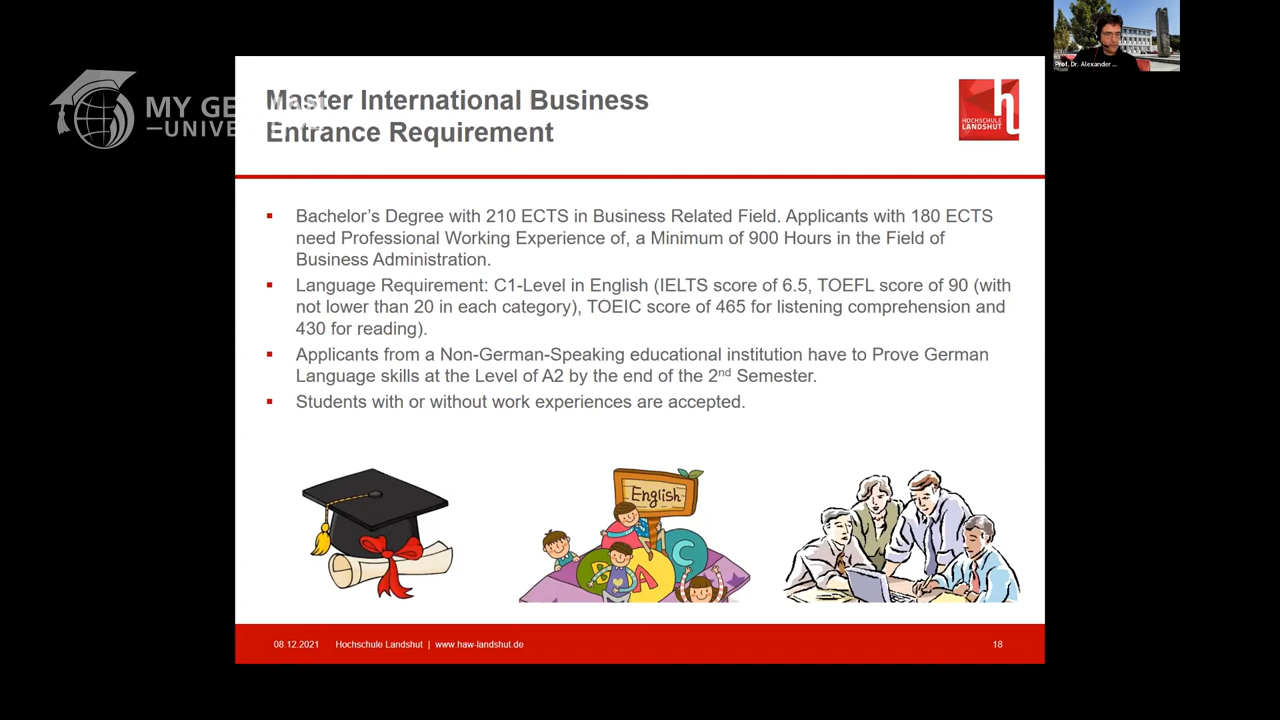 Prof. Dr. Alexander ...
MY GE
UNIVE
Master International Business
Entrance Requirement
HOCHSCHULE
LANDSHUT
Bachelor's Degree with 210 ECTS in Business Related Field. Applicants with 180 ECTS
need Professional Working Experience of, a Minimum of 900 Hours in the Field of
Business Administration.
Language Requirement: C1-Level in English (IELTS score of 6.5, TOEFL score of 90 (with
not lower than 20 in each category), TOEIC score of 465 for listening comprehension and
430 for reading).
Applicants from a Non-German-Speaking educational institution have to Prove German
Language skills at the Level of A2 by the end of the 2nd Semester.
Students with or without work experiences are accepted.
English
B A C
08.12.2021 Hochschule Landshut | www.haw-landshut.de 18